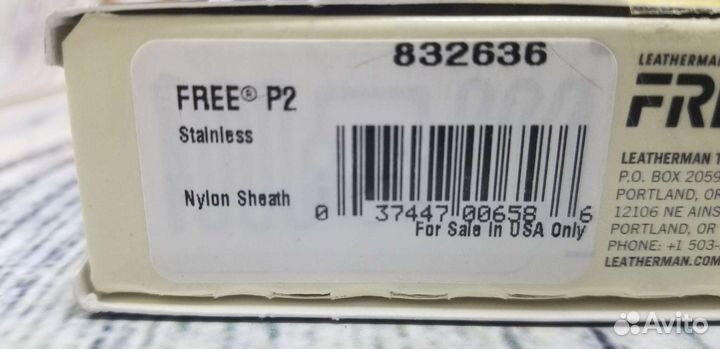 832636
FREE® P2
Stainless
Nylon Sheath
0 37447 00658 6
For Sale in USA Only
LEATHERMAN
FRE
LEATHERMAN T
P.O. BOX 2059
PORTLAND, OR
12106 NE AINS
PORTLAND, OR
PHONE: +1 503-
LEATHERMAN.COM
Avito